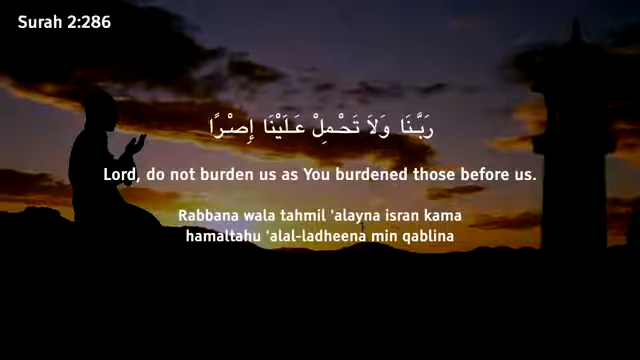 Surah 2:286
رَبَّنَا وَلاَ تَحْمِلْ عَلَيْنَا إِصْرًا
Lord, do not burden us as You burdened those before us.
Rabbana wala tahmil 'alayna isran kama
hamaltahu 'alal-ladheena min qablina